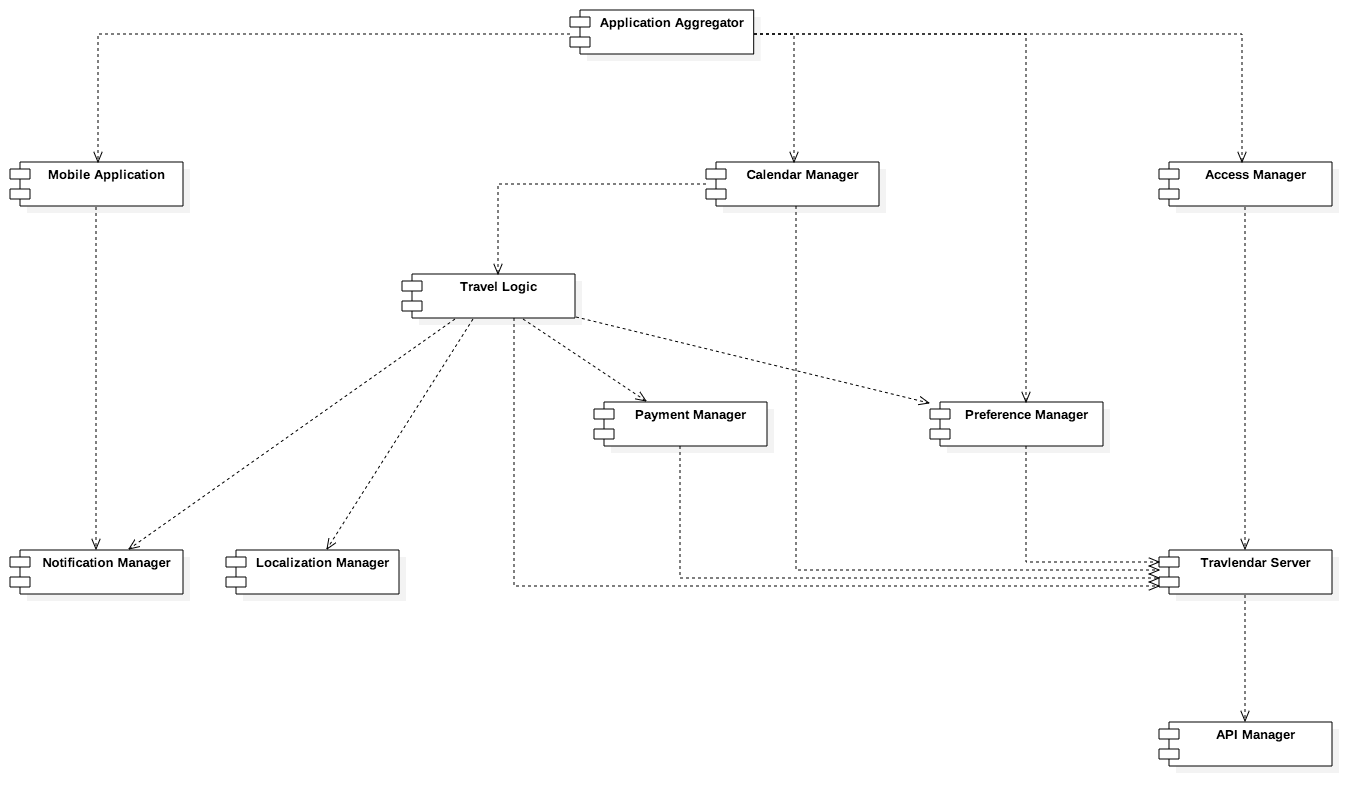 Application Aggregator
Mobile Application
Calendar Manager
Access Manager
Travel Logic
Payment Manager
Preference Manager
Notification Manager
Localization Manager
Travlendar Server
API Manager